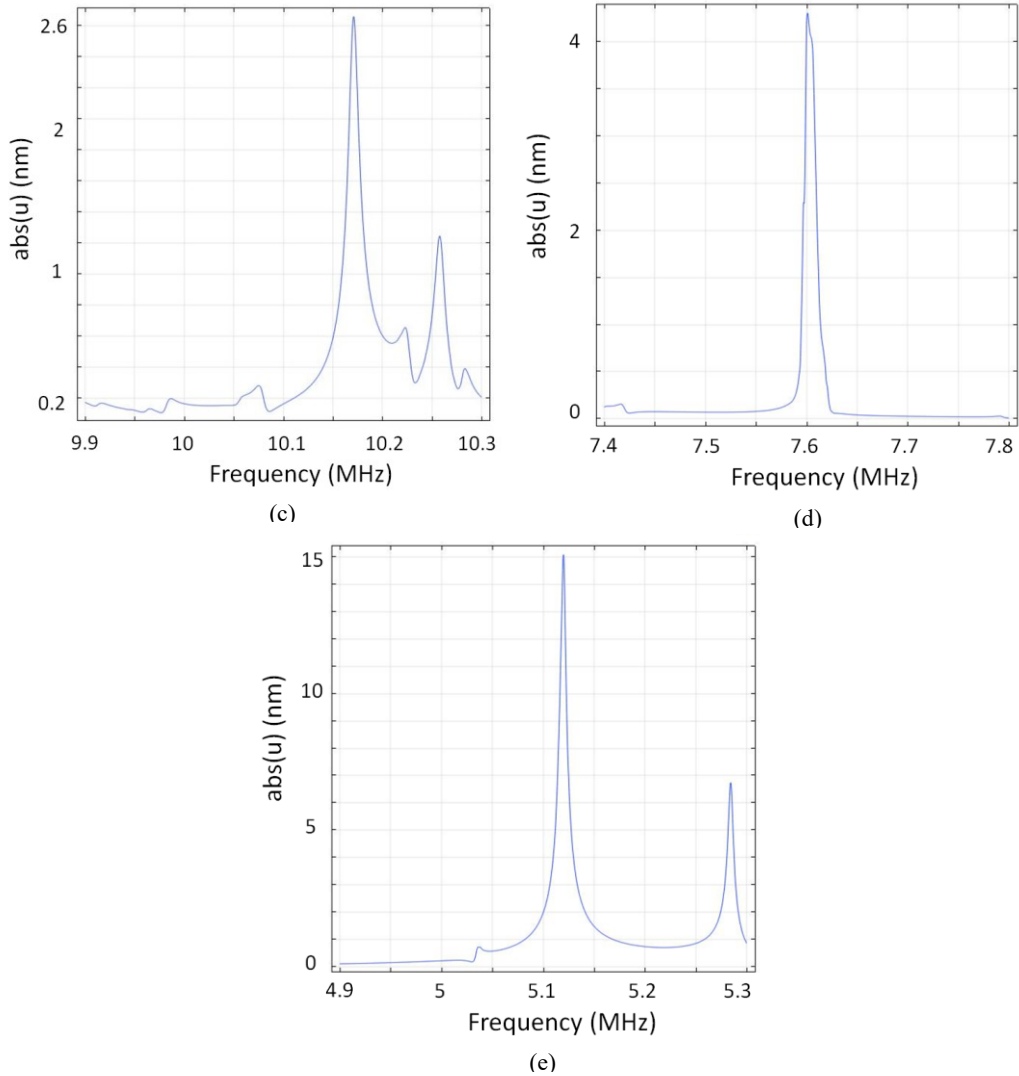 2.6
2
1
0.2
abs(u) (nm)
9.9 10 10.1 10.2 10.3
Frequency (MHz)
(c)
4
2
0
abs(u) (nm)
7.4 7.5 7.6 7.7 7.8
Frequency (MHz)
(d)
15
10
5
0
abs(u) (nm)
4.9 5 5.1 5.2 5.3
Frequency (MHz)
(e)